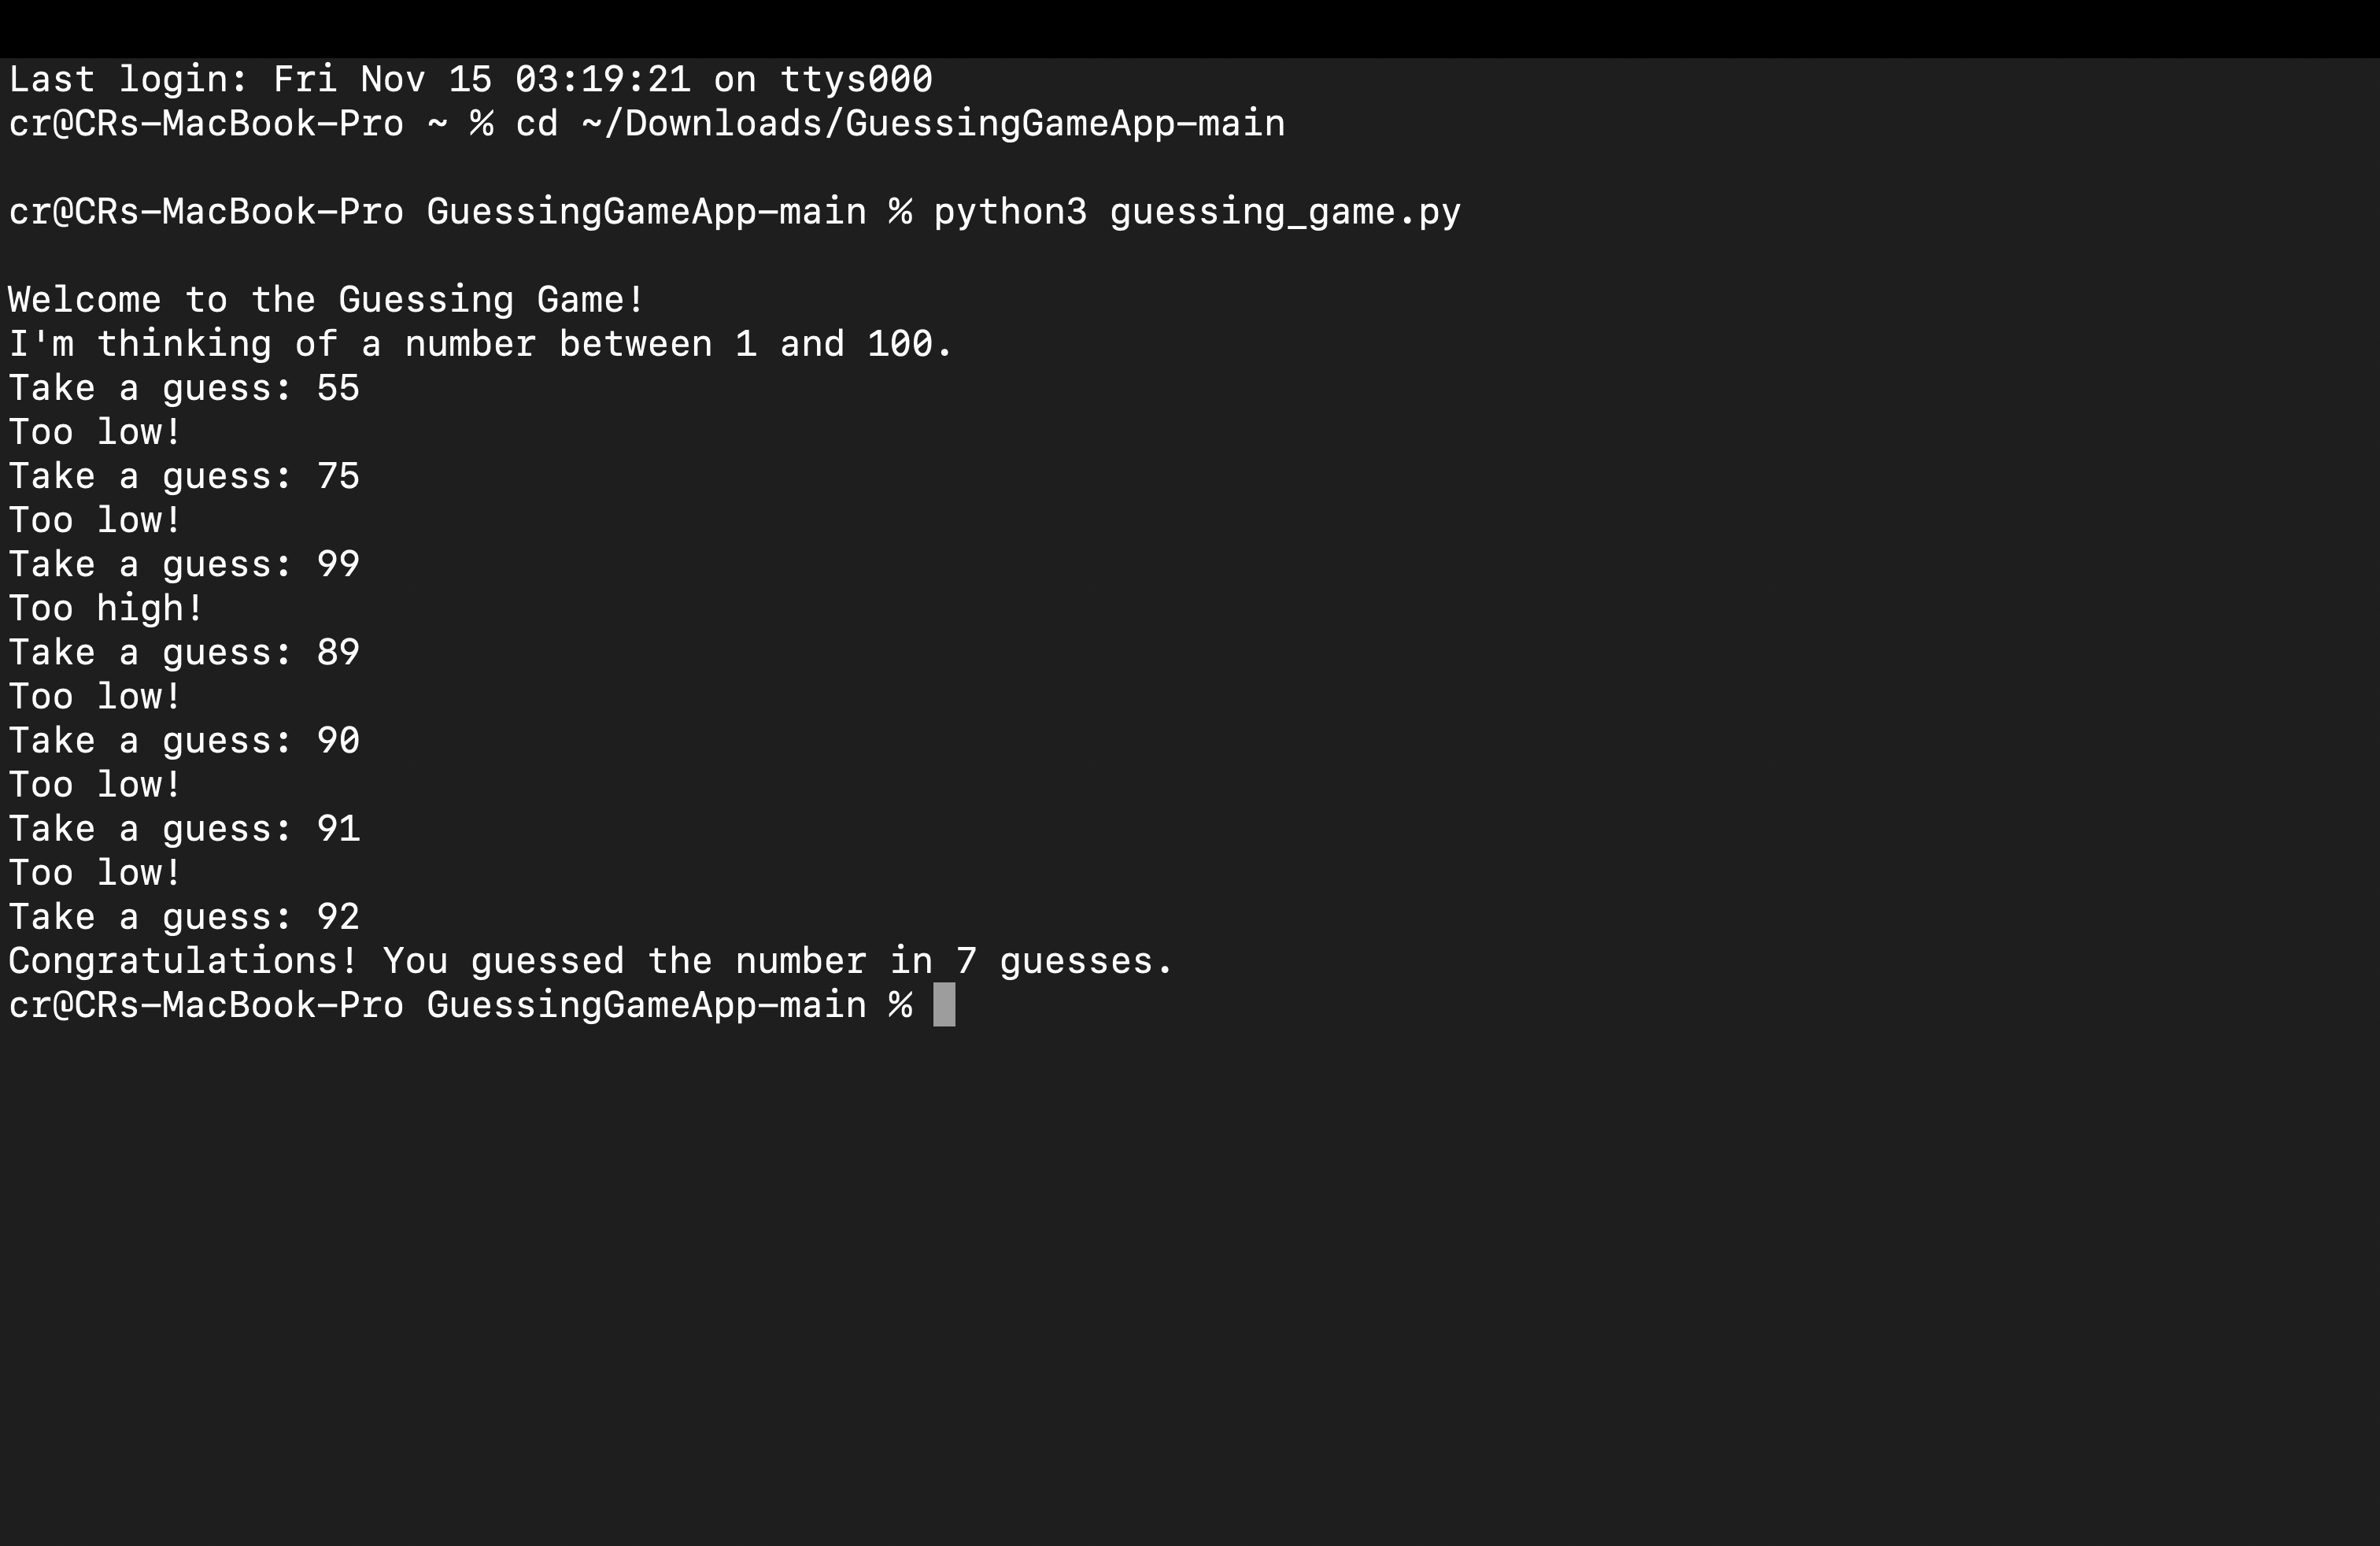 Last login: Fri Nov 15 03:19:21 on ttys000
cr@CRs-MacBook-Pro ~ % cd ~/Downloads/GuessingGameApp-main
cr@CRs-MacBook-Pro GuessingGameApp-main % python3 guessing_game.py
Welcome to the Guessing Game!
I'm thinking of a number between 1 and 100.
Take a guess: 55
Too low!
Take a guess: 75
Too low!
Take a guess: 99
Too high!
Take a guess: 89
Too low!
Take a guess: 90
Too low!
Take a guess: 91
Too low!
Take a guess: 92
Congratulations! You guessed the number in 7 guesses.
cr@CRs-MacBook-Pro GuessingGameApp-main %